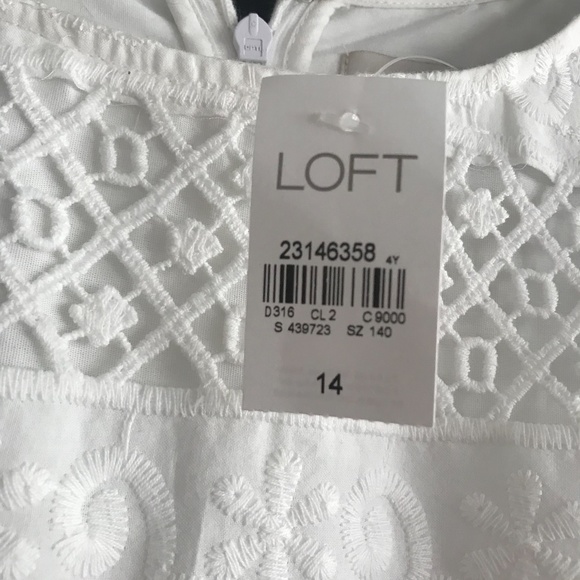 LOFT
23146358 4Y
D316 CL 2 C 9000
S 439723 SZ 140
14